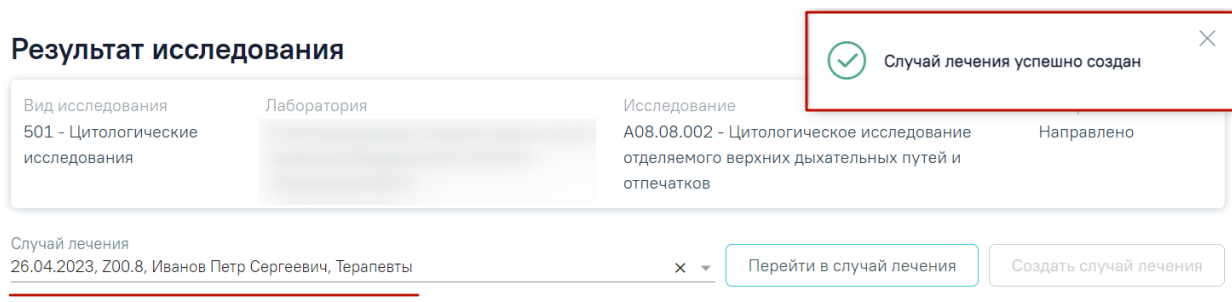 Результат исследования
Случай лечения успешно создан
Вид исследования
Лаборатория
Исследование
501 - Цитологические
исследования
A08.08.002 - Цитологическое исследование
отделяемого верхних дыхательных путей и
отпечатков
Направлено
Случай лечения
26.04.2023, Z00.8, Иванов Петр Сергеевич, Терапевты
Перейти в случай лечения
Создать случай лечения